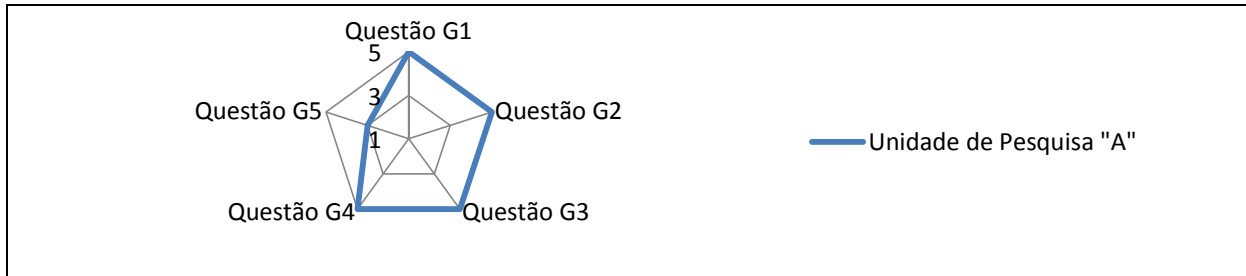 Questão G1
5
3
1
Questão G5
Questão G2
Questão G4
Questão G3
Unidade de Pesquisa "A"